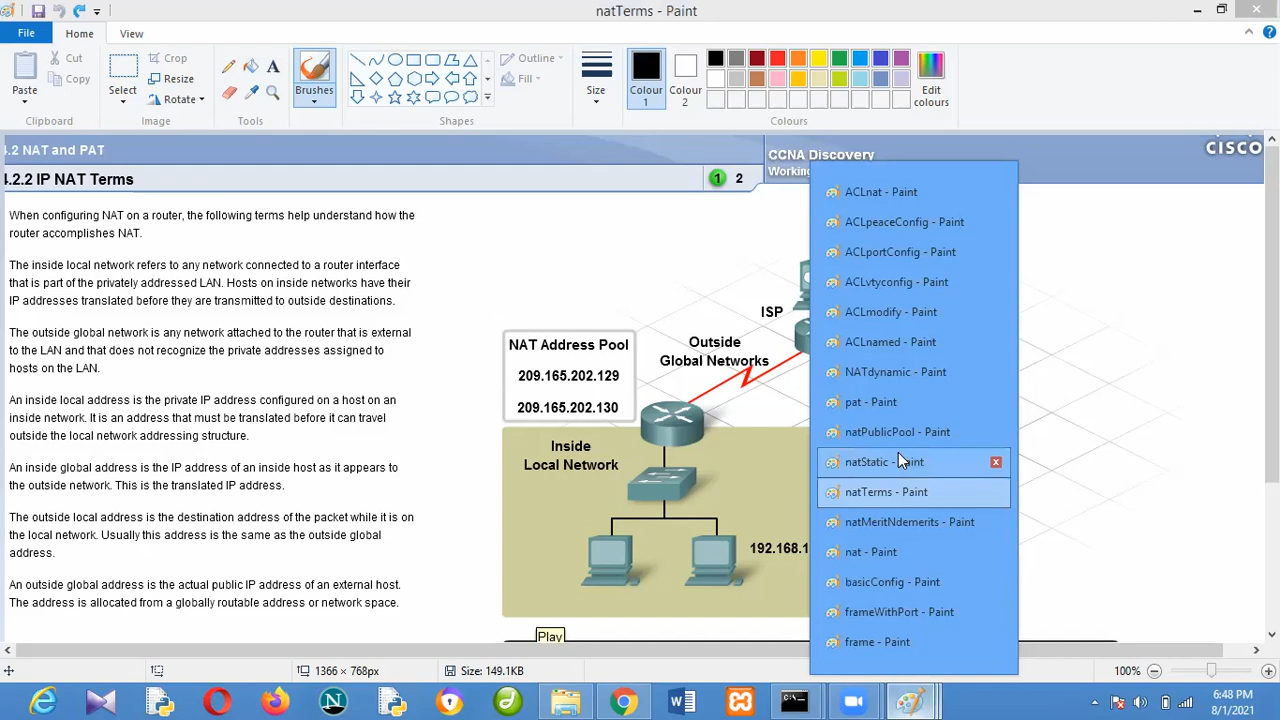 natTerms - Paint
File
Home
View
Paste
Cut
Copy
Clipboard
Select
Crop
Resize
Rotate
Image
A
Tools
Brushes
Outline
Fill
Shapes
Size
Colour 1
Colour 2
Edit colours
Colours
4.2 NAT and PAT
CCNA Discovery
CISCO
4.2.2 IP NAT Terms
1 2
Working
When configuring NAT on a router, the following terms help understand how the
router accomplishes NAT.
The inside local network refers to any network connected to a router interface
that is part of the privately addressed LAN. Hosts on inside networks have their
IP addresses translated before they are transmitted to outside destinations.
The outside global network is any network attached to the router that is external
to the LAN and that does not recognize the private addresses assigned to
hosts on the LAN.
An inside local address is the private IP address configured on a host on an
inside network. It is an address that must be translated before it can travel
outside the local network addressing structure.
An inside global address is the IP address of an inside host as it appears to
the outside network. This is the translated IP address.
The outside local address is the destination address of the packet while it is on
the local network. Usually this address is the same as the outside global
address.
An outside global address is the actual public IP address of an external host.
The address is allocated from a globally routable address or network space.
ISP
NAT Address Pool
209.165.202.129
209.165.202.130
Outside
Global Networks
Inside
Local Network
192.168.1
Play
ACLnat - Paint
ACLpeaceConfig - Paint
ACLportConfig - Paint
ACLvtyconfig - Paint
ACLmodify - Paint
ACLnamed - Paint
NATdynamic - Paint
pat - Paint
natPublicPool - Paint
natStatic - Paint
natTerms - Paint
natMeritNdemerits - Paint
nat - Paint
basicConfig - Paint
frameWithPort - Paint
frame - Paint
1366 × 768px
Size: 149.1KB
100%
6:48 PM
8/1/2021